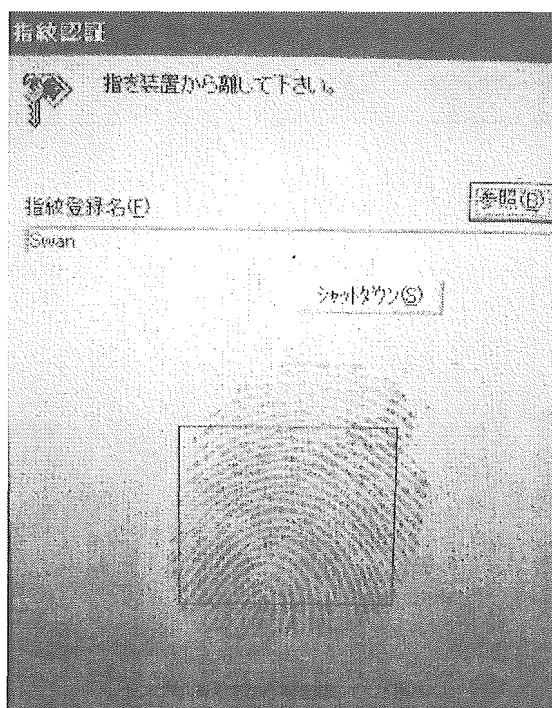 指紋認証
指を装置から離して下さい。
指紋登録名(F)
参照(B)
Swan
シャットダウン(S)